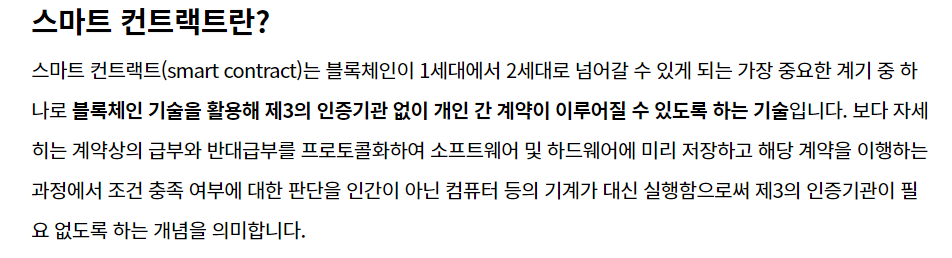 스마트 컨트랙트란?
스마트 컨트랙트(smart contract)는 블록체인이 1세대에서 2세대로 넘어갈 수 있게 되는 가장 중요한 계기 중 하
나로 블록체인 기술을 활용해 제3의 인증기관 없이 개인 간 계약이 이루어질 수 있도록 하는 기술입니다. 보다 자세
히는 계약상의 급부와 반대급부를 프로토콜화하여 소프트웨어 및 하드웨어에 미리 저장하고 해당 계약을 이행하는
과정에서 조건 충족 여부에 대한 판단을 인간이 아닌 컴퓨터 등의 기계가 대신 실행함으로써 제3의 인증기관이 필
요 없도록 하는 개념을 의미합니다.